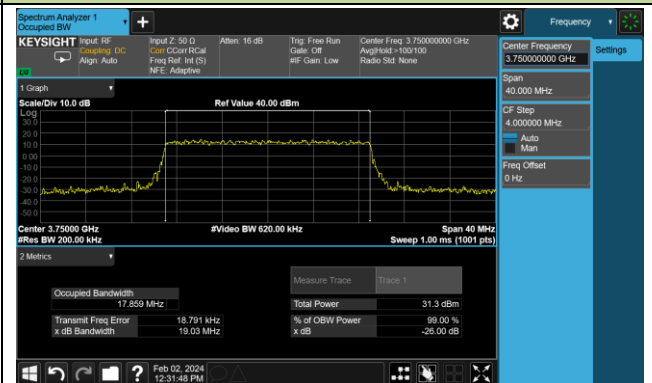 Spectrum Analyzer 1
Occupied BW
+
Frequency
KEYSIGHT
Input: RF
Coupling: DC
Align: Auto
Input Z: 50 Ω
Corr CCorr RCal
Freq Ref: Int (S)
NFE: Adaptive
Atten: 16 dB
Trig: Free Run
Gate: Off
#IF Gain: Low
Center Freq: 3.750000000 GHz
Avg|Hold:>100/100
Radio Std: None
Center Frequency
3.750000000 GHz
Settings
Span
40.000 MHz
CF Step
4.000000 MHz
Auto
Man
Freq Offset
0 Hz
1 Graph
Scale/Div 10.0 dB
Ref Value 40.00 dBm
Log
30.0
20.0
10.0
0.00
-10.0
-20.0
-30.0
-40.0
-50.0
Center 3.75000 GHz
#Video BW 620.00 kHz
Span 40 MHz
#Res BW 200.00 kHz
Sweep 1.00 ms (1001 pts)
2 Metrics
Measure Trace
Trace 1
Occupied Bandwidth
17.859 MHz
Total Power
31.3 dBm
Transmit Freq Error
18.791 kHz
% of OBW Power
99.00 %
x dB Bandwidth
19.03 MHz
x dB
-26.00 dB
?
Feb 02, 2024
12:31:48 PM